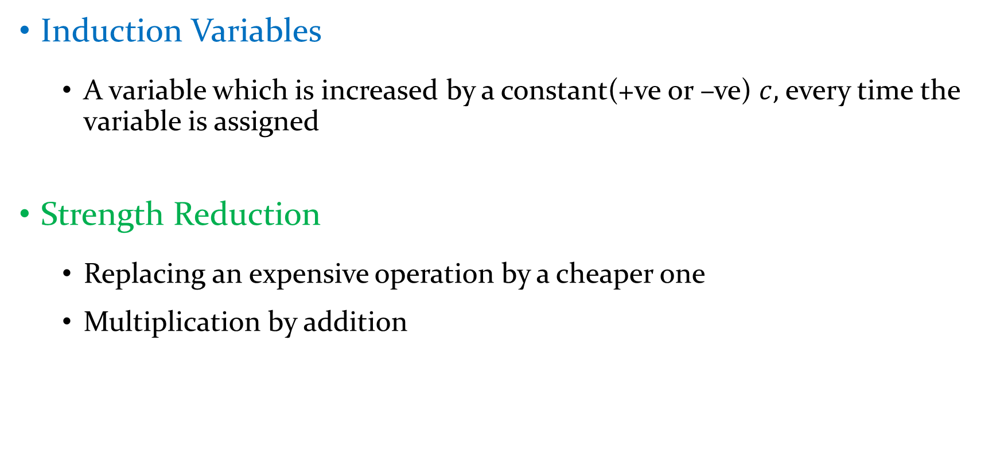 • Induction Variables
• A variable which is increased by a constant(+ve or –ve) c, every time the
variable is assigned
• Strength Reduction
• Replacing an expensive operation by a cheaper one
• Multiplication by addition